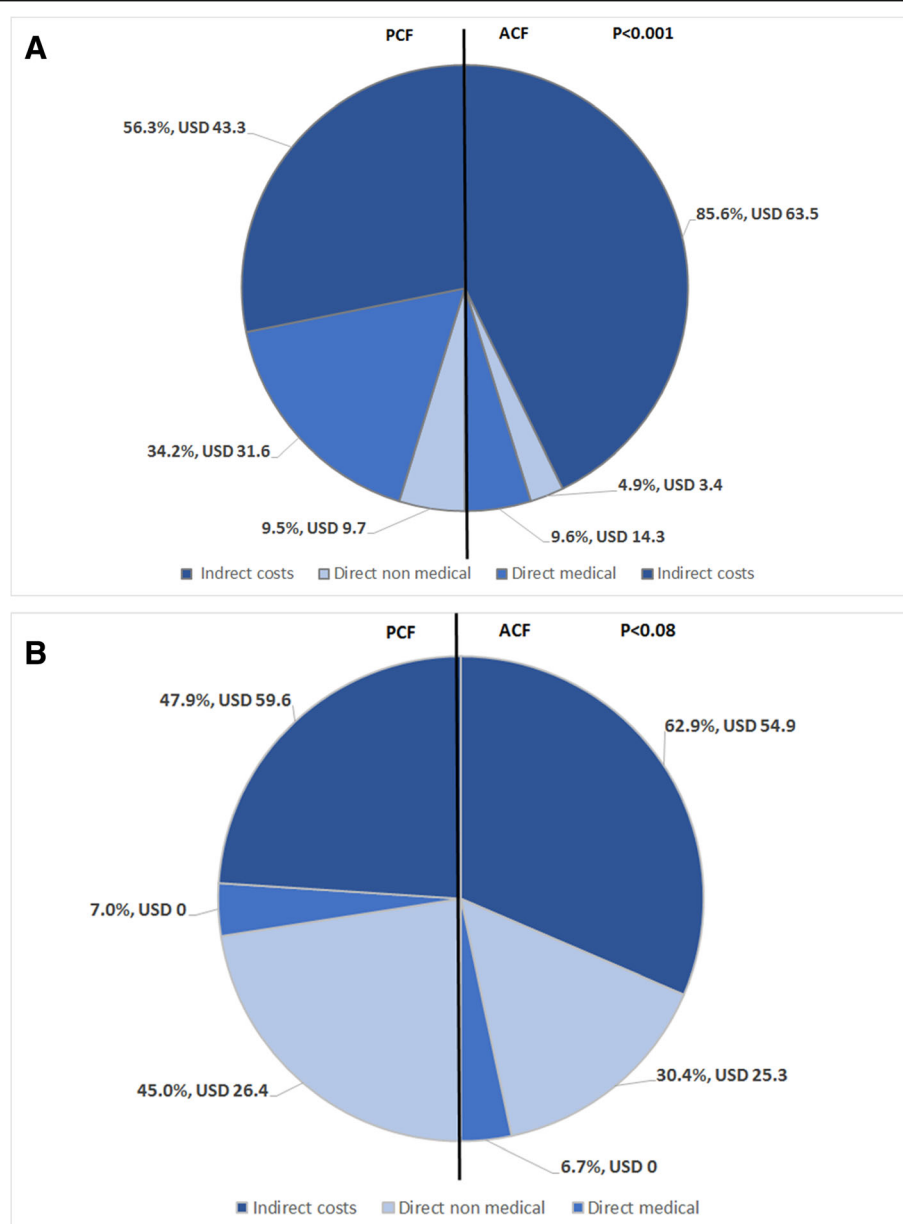 A
PCF ACF P<0.001
56.3%, USD 43.3
85.6%, USD 63.5
34.2%, USD 31.6
4.9%, USD 3.4
9.5%, USD 9.7
9.6%, USD 14.3
Indrect costs Direct non medical Direct medical Indirect costs
B
PCF ACF P<0.08
47.9%, USD 59.6
62.9%, USD 54.9
7.0%, USD 0
30.4%, USD 25.3
45.0%, USD 26.4
6.7%, USD 0
Indirect costs Direct non medical Direct medical